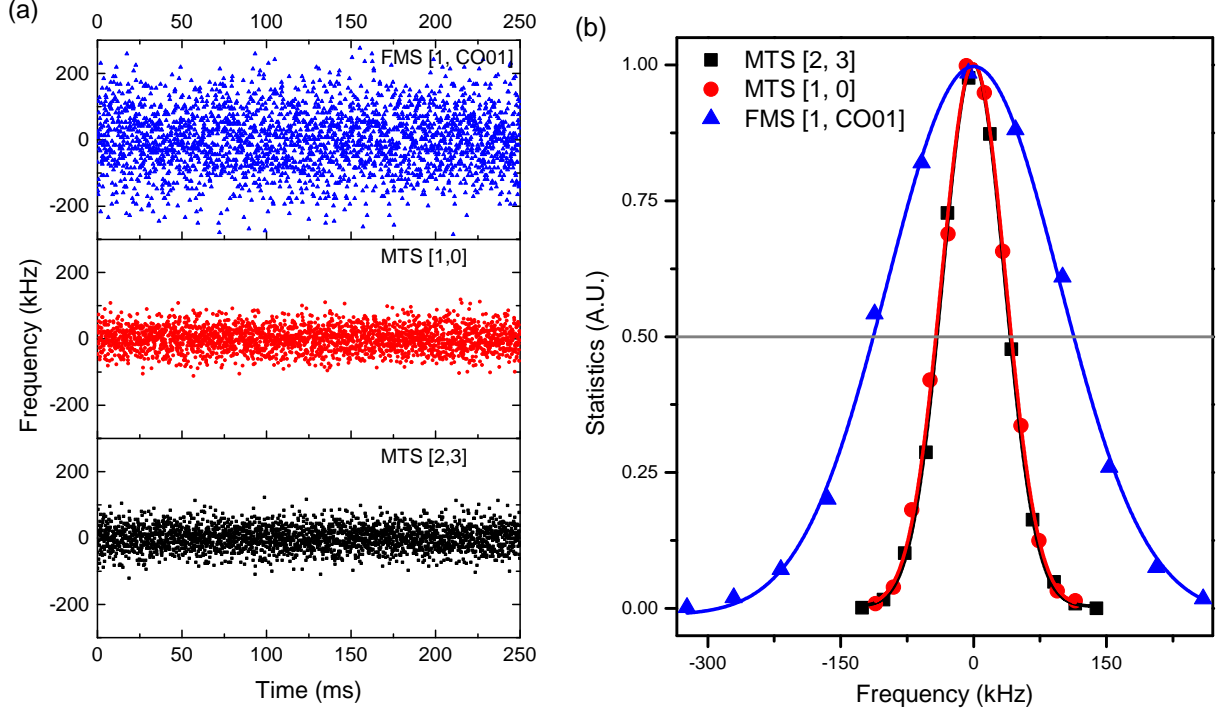 (a)
0 50 100 150 200 250
FMS [1, CO01]
200
0
-200
MTS [1,0]
200
0
-200
MTS [2,3]
200
0
-200
0 50 100 150 200 250
Time (ms)
Frequency (kHz)
(b)
MTS [2, 3]
MTS [1, 0]
FMS [1, CO01]
1.00
0.75
0.50
0.25
0.00
-300 -150 0 150
Frequency (kHz)
Statistics (A.U.)